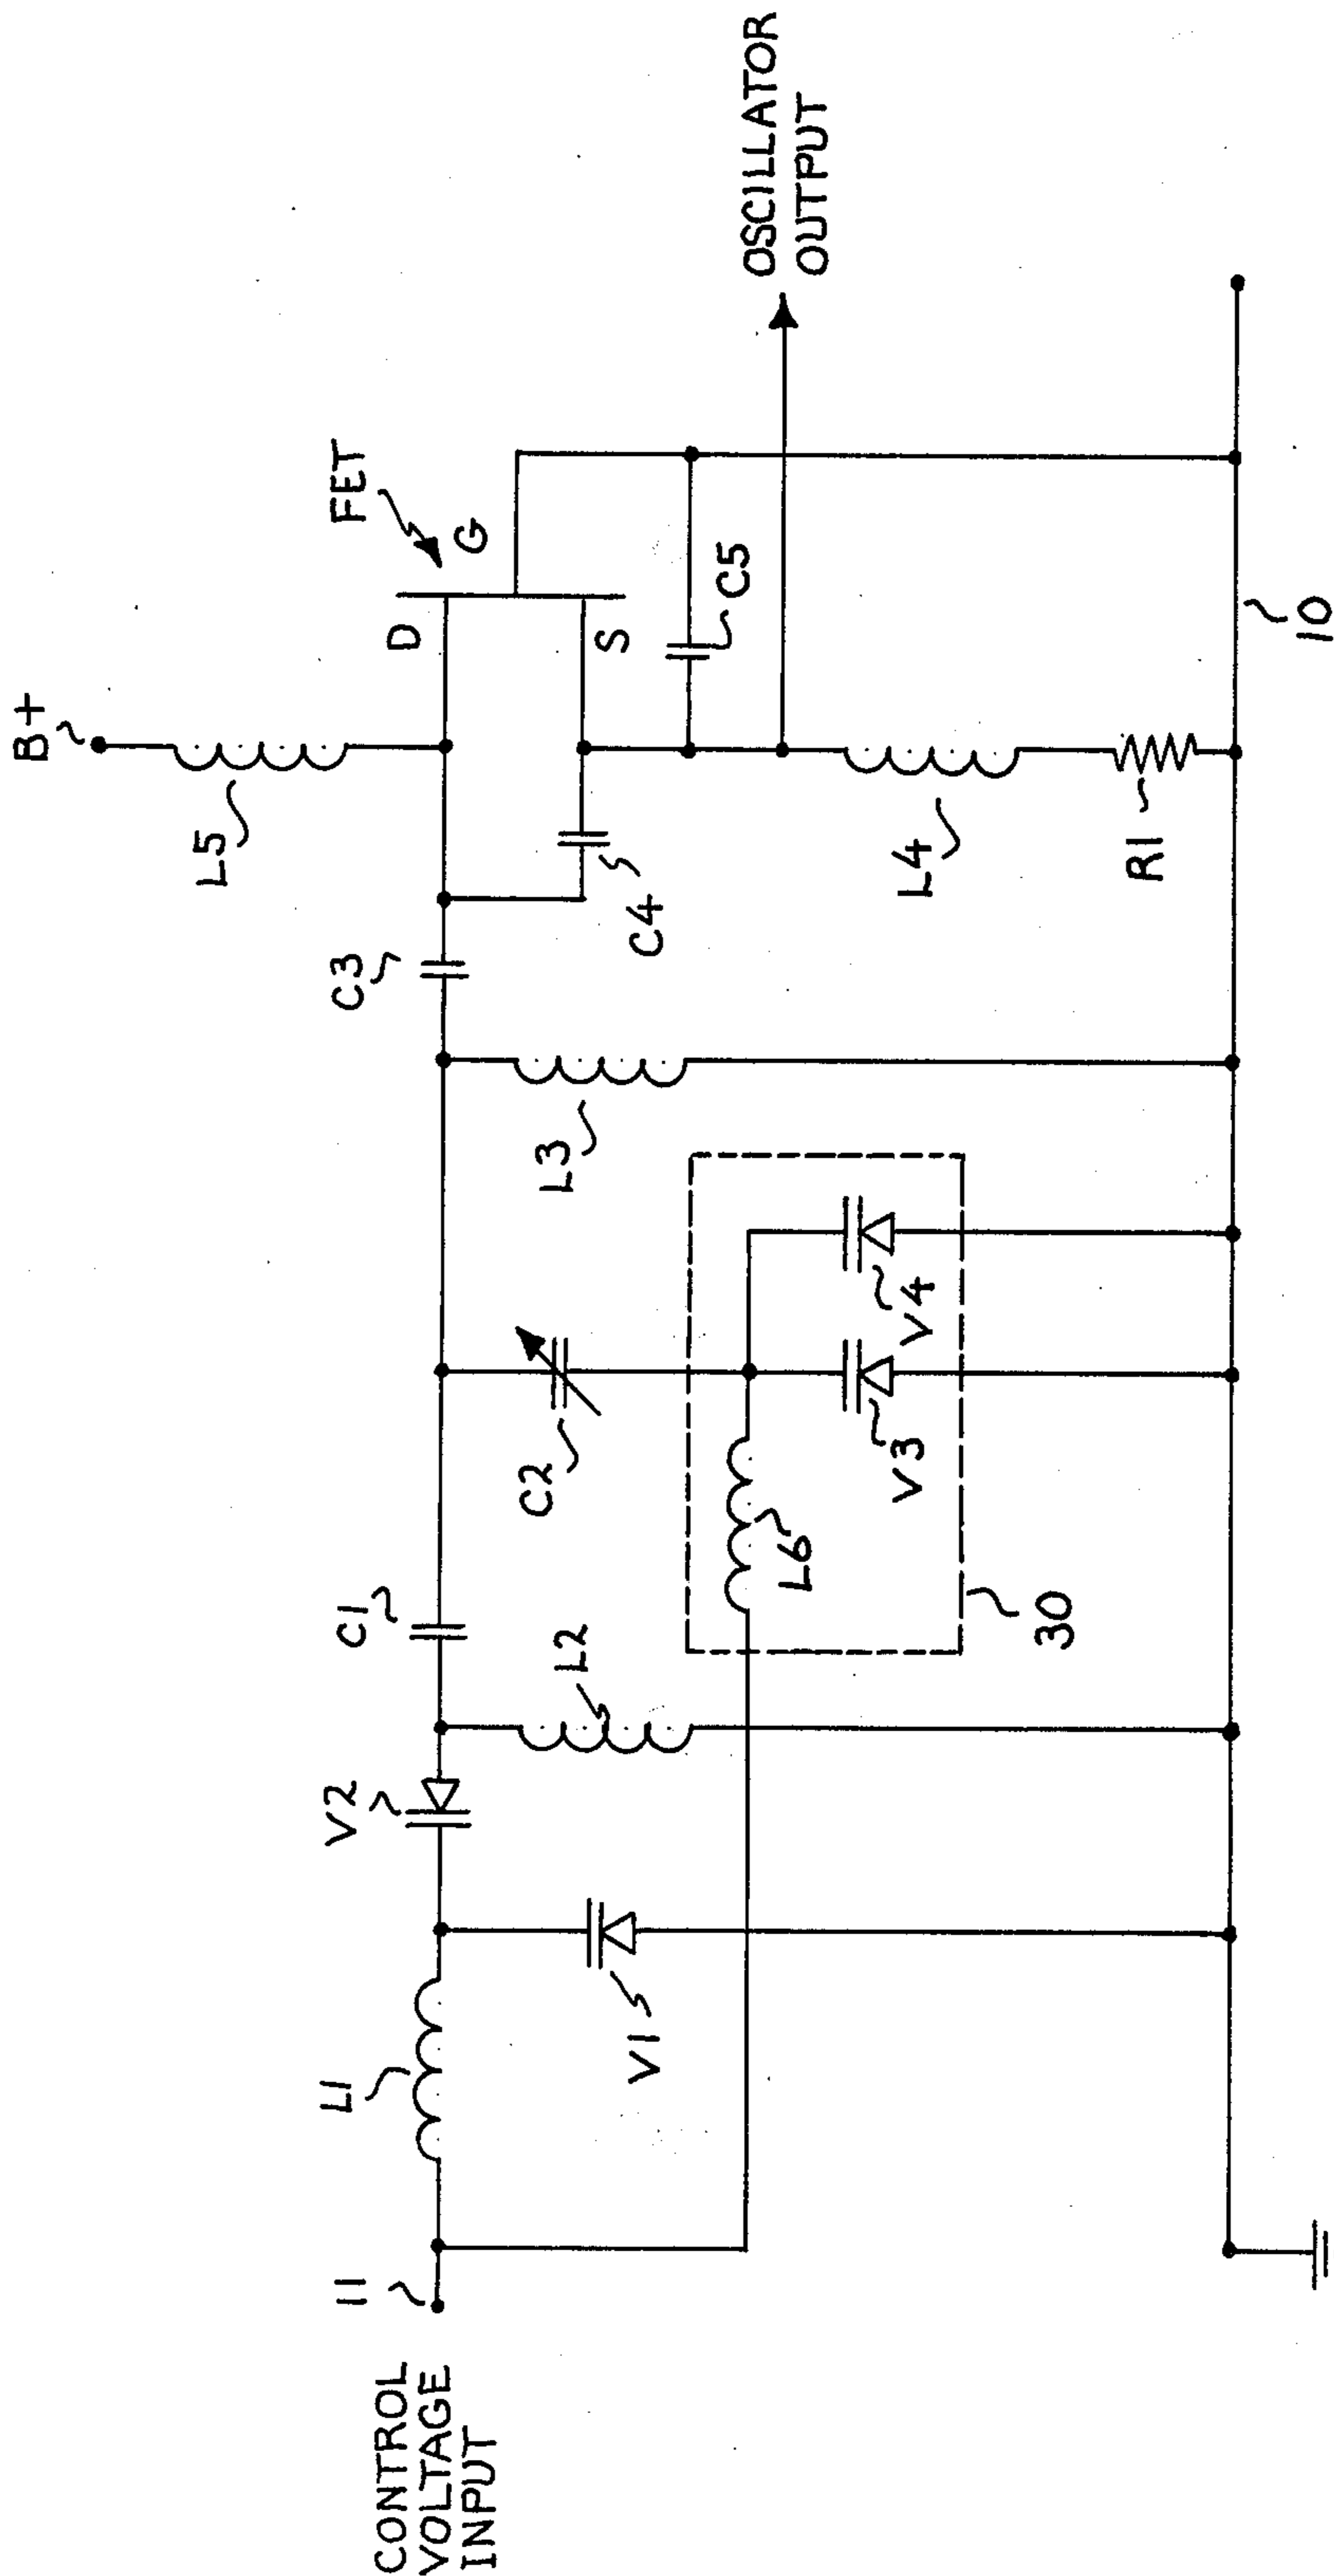 CONTROL
VOLTAGE
INPUT
11
L1
V1
V2
L2
C1
C2
L6
V3
V4
30
L3
C3
C4
L5
B+
D
S
G
FET
C5
L4
R1
OSCILLATOR
OUTPUT
10